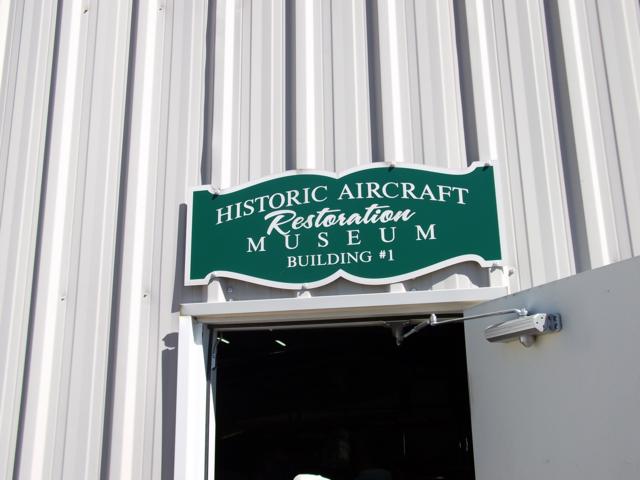 HISTORIC AIRCRAFT
Restoration
MUSEUM
BUILDING #1